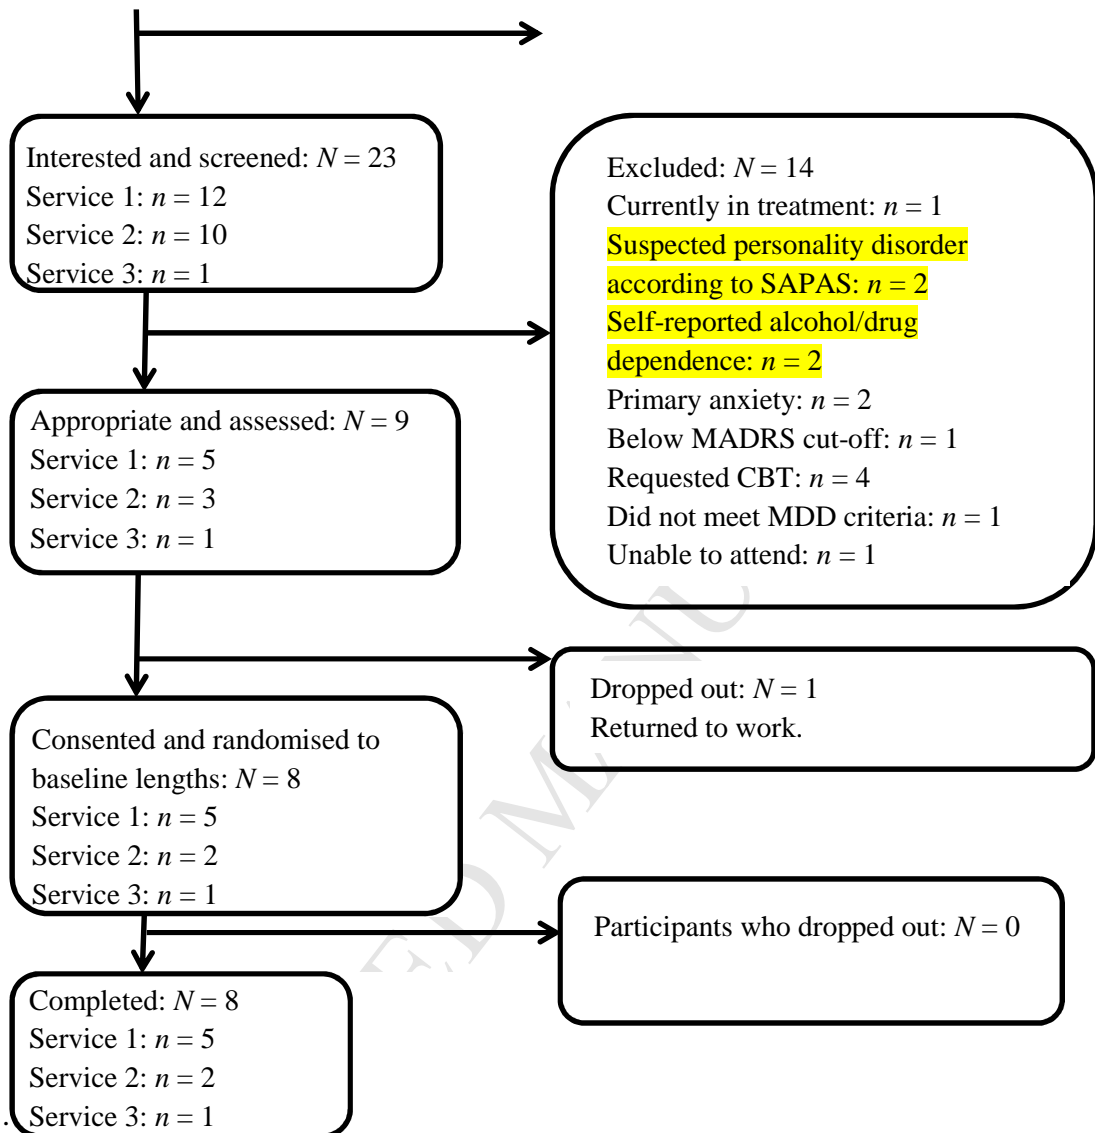 Interested and screened: N = 23
Service 1: n = 12
Service 2: n = 10
Service 3: n = 1
Excluded: N = 14
Currently in treatment: n = 1
Suspected personality disorder
according to SAPAS: n = 2
Self-reported alcohol/drug
dependence: n = 2
Primary anxiety: n = 2
Below MADRS cut-off: n = 1
Requested CBT: n = 4
Did not meet MDD criteria: n = 1
Unable to attend: n = 1
Appropriate and assessed: N = 9
Service 1: n = 5
Service 2: n = 3
Service 3: n = 1
Dropped out: N = 1
Returned to work.
Consented and randomised to
baseline lengths: N = 8
Service 1: n = 5
Service 2: n = 2
Service 3: n = 1
Participants who dropped out: N = 0
Completed: N = 8
Service 1: n = 5
Service 2: n = 2
. Service 3: n = 1